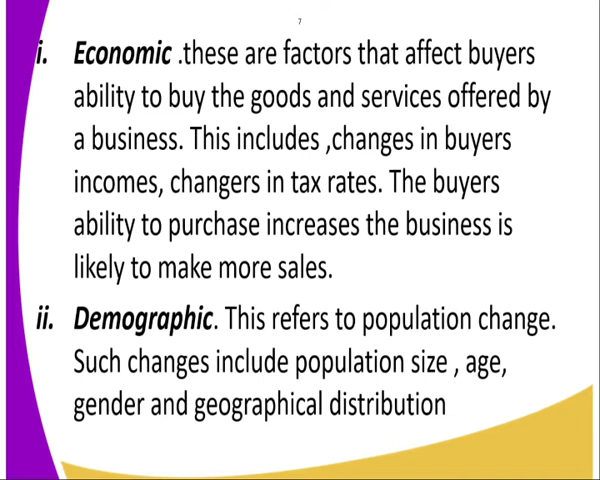 7
i. Economic .these are factors that affect buyers
ability to buy the goods and services offered by
a business. This includes ,changes in buyers
incomes, changers in tax rates. The buyers
ability to purchase increases the business is
likely to make more sales.
ii. Demographic. This refers to population change.
Such changes include population size , age,
gender and geographical distribution